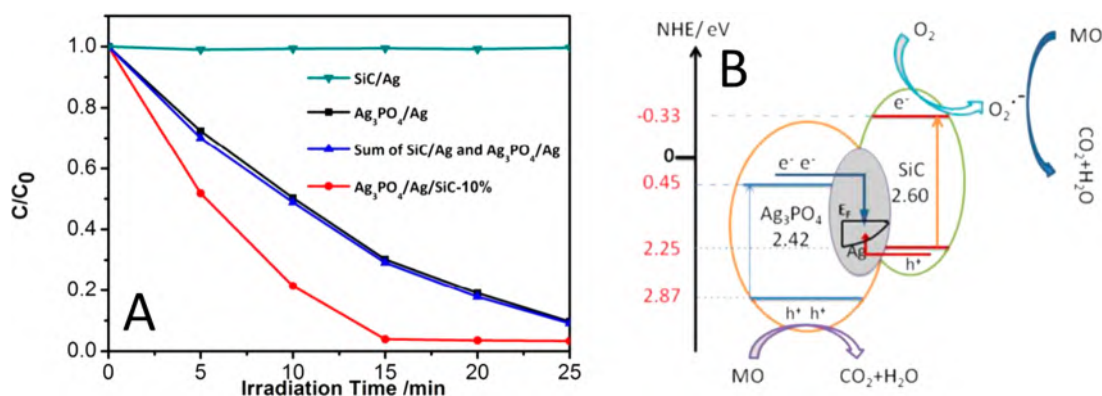 1.0
0.8
0.6
0.4
0.2
0.0
C/C₀
SiC/Ag
Ag₃PO₄/Ag
Sum of SiC/Ag and Ag₃PO₄/Ag
Ag₃PO₄/Ag/SiC-10%
A
0 5 10 15 20 25
Irradiation Time /min
NHE/ eV
B
O₂
MO
-0.33
e⁻
O₂•⁻
0
e⁻ e⁻
SiC
0.45
2.60
Ag₃PO₄
E_F
CO₂+H₂O
2.42
2.25
Ag
h⁺
2.87
h⁺ h⁺
MO
CO₂+H₂O